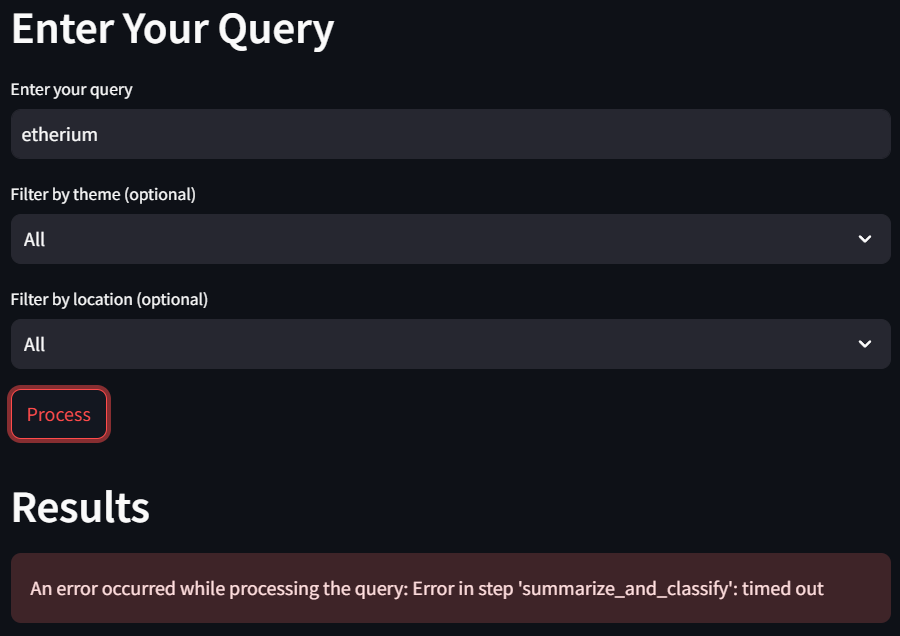 Enter Your Query
Enter your query
etherium
Filter by theme (optional)
All
Filter by location (optional)
All
Process
Results
An error occurred while processing the query: Error in step 'summarize_and_classify': timed out